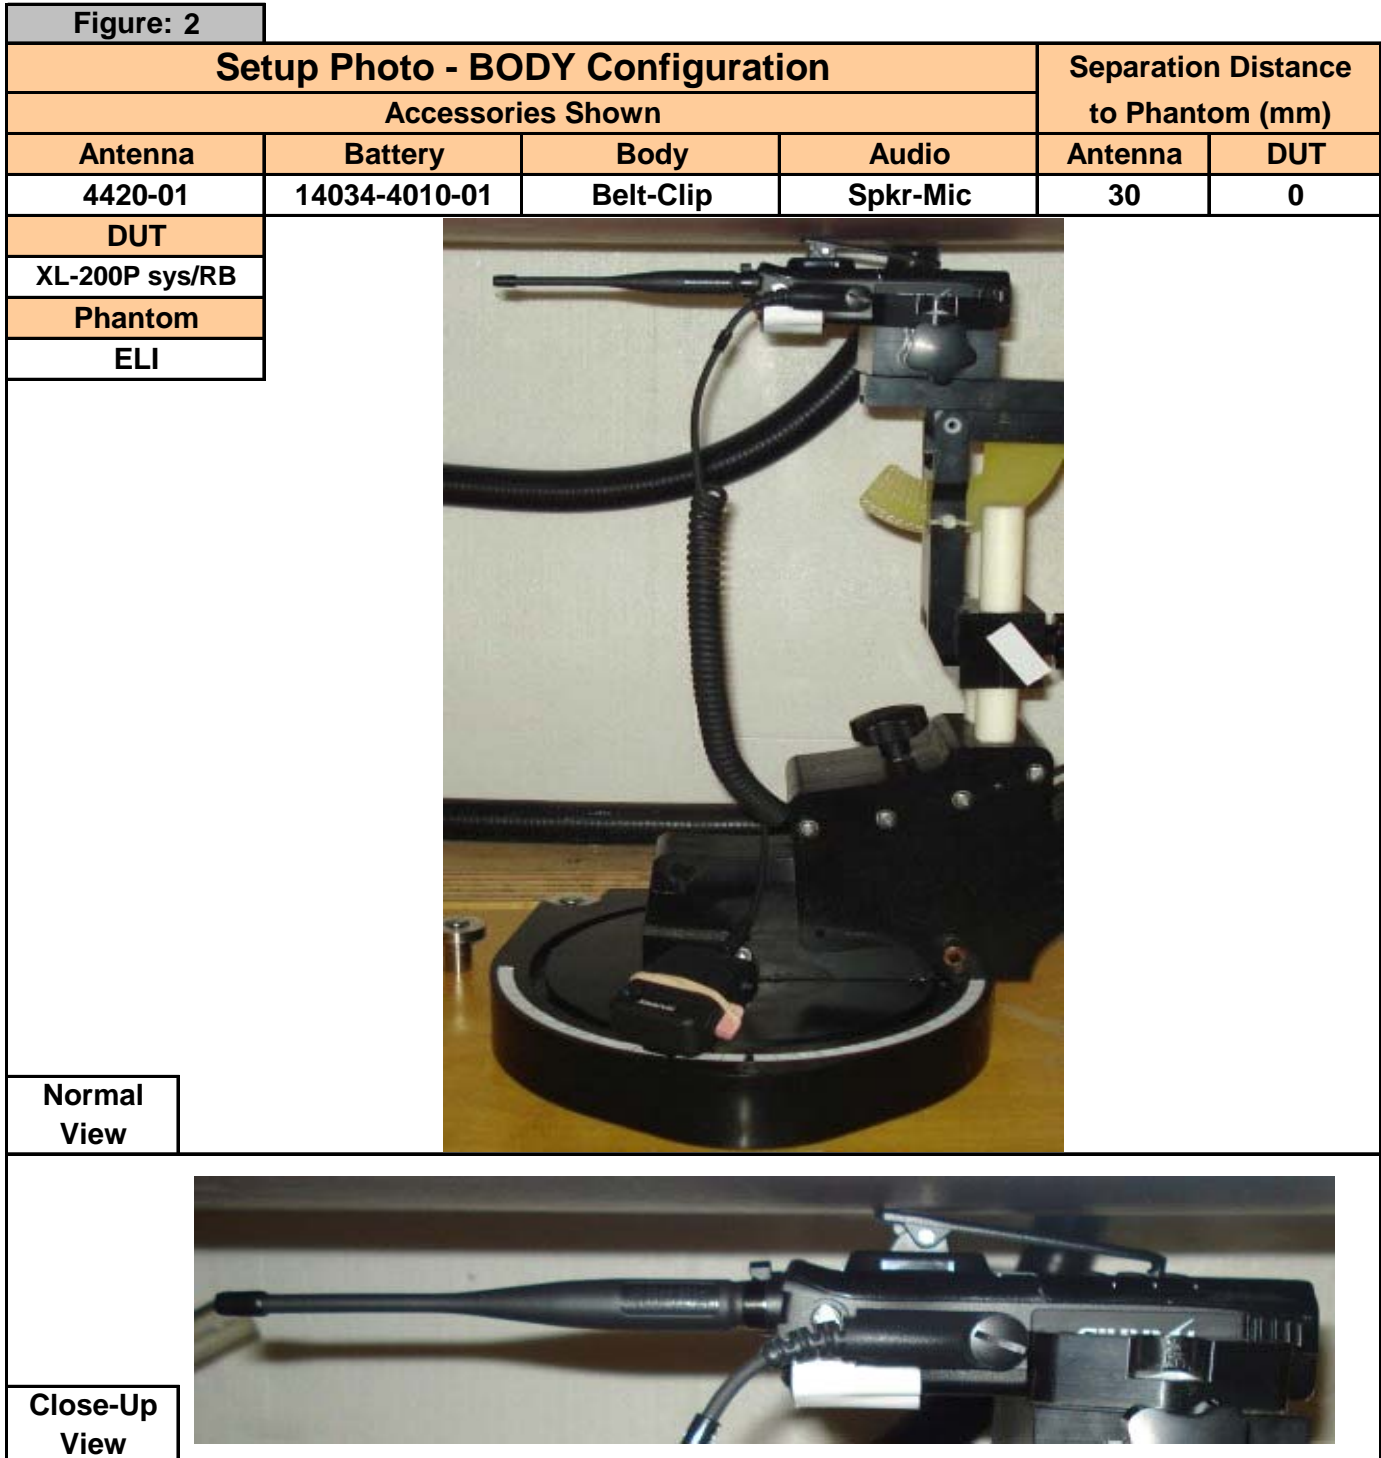 Figure: 2
Setup Photo - BODY Configuration
Separation Distance
to Phantom (mm)
Accessories Shown
Antenna Battery Body Audio Antenna DUT
4420-01 14034-4010-01 Belt-Clip Spkr-Mic 30 0
DUT
XL-200P sys/RB
Phantom
ELI
Normal
View
Close-Up
View